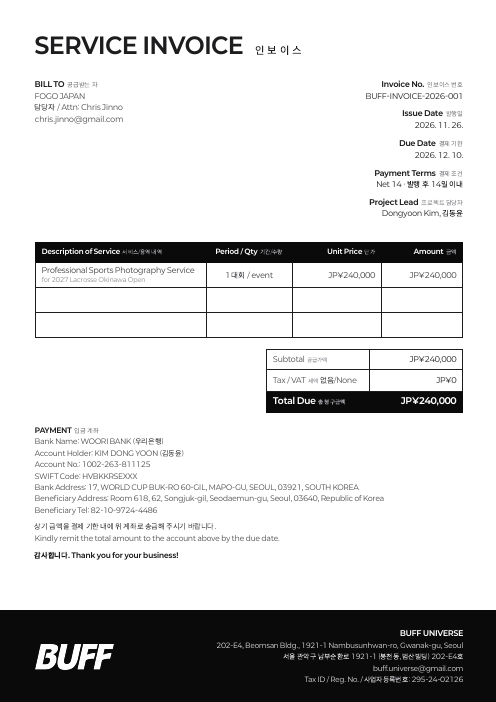 SERVICE INVOICE 인보이스
BILL TO 공급받는 자
FOGO JAPAN
담당자 / Attn: Chris Jinno
chris.jinno@gmail.com
Invoice No. 인보이스 번호
BUFF-INVOICE-2026-001
Issue Date 발행일
2026. 11. 26.
Due Date 결제 기한
2026. 12. 10.
Payment Terms 결제 조건
Net 14 · 발행 후 14일 이내
Project Lead 프로젝트 담당자
Dongyoon Kim, 김동윤
Description of Service 서비스/용역 내역 Period / Qty 기간/수량 Unit Price 단가 Amount 금액
Professional Sports Photography Service 1 대회 / event JP¥240,000 JP¥240,000
for 2027 Lacrosse Okinawa Open
Subtotal 공급가액 JP¥240,000
Tax / VAT 세액 없음/None JP¥0
Total Due 총 청구금액 JP¥240,000
PAYMENT 입금 계좌
Bank Name: WOORI BANK (우리은행)
Account Holder: KIM DONG YOON (김동윤)
Account No.: 1002-263-811125
SWIFT Code: HVBKKRSEXXX
Bank Address: 17, WORLD CUP BUK-RO 60-GIL, MAPO-GU, SEOUL, 03921, SOUTH KOREA
Beneficiary Address: Room 618, 62, Songjuk-gil, Seodaemun-gu, Seoul, 03640, Republic of Korea
Beneficiary Tel: 82-10-9724-4486
상기 금액을 결제 기한 내에 위 계좌로 송금해 주시기 바랍니다.
Kindly remit the total amount to the account above by the due date.
감사합니다. Thank you for your business!
BUFF
BUFF UNIVERSE
202-E4, Beomsan Bldg., 1921-1 Nambusunhwan-ro, Gwanak-gu, Seoul
서울 관악구 남부순환로 1921-1 (봉천동, 범산빌딩) 202-E4호
buff.universe@gmail.com
Tax ID / Reg. No. / 사업자등록번호: 295-24-02126